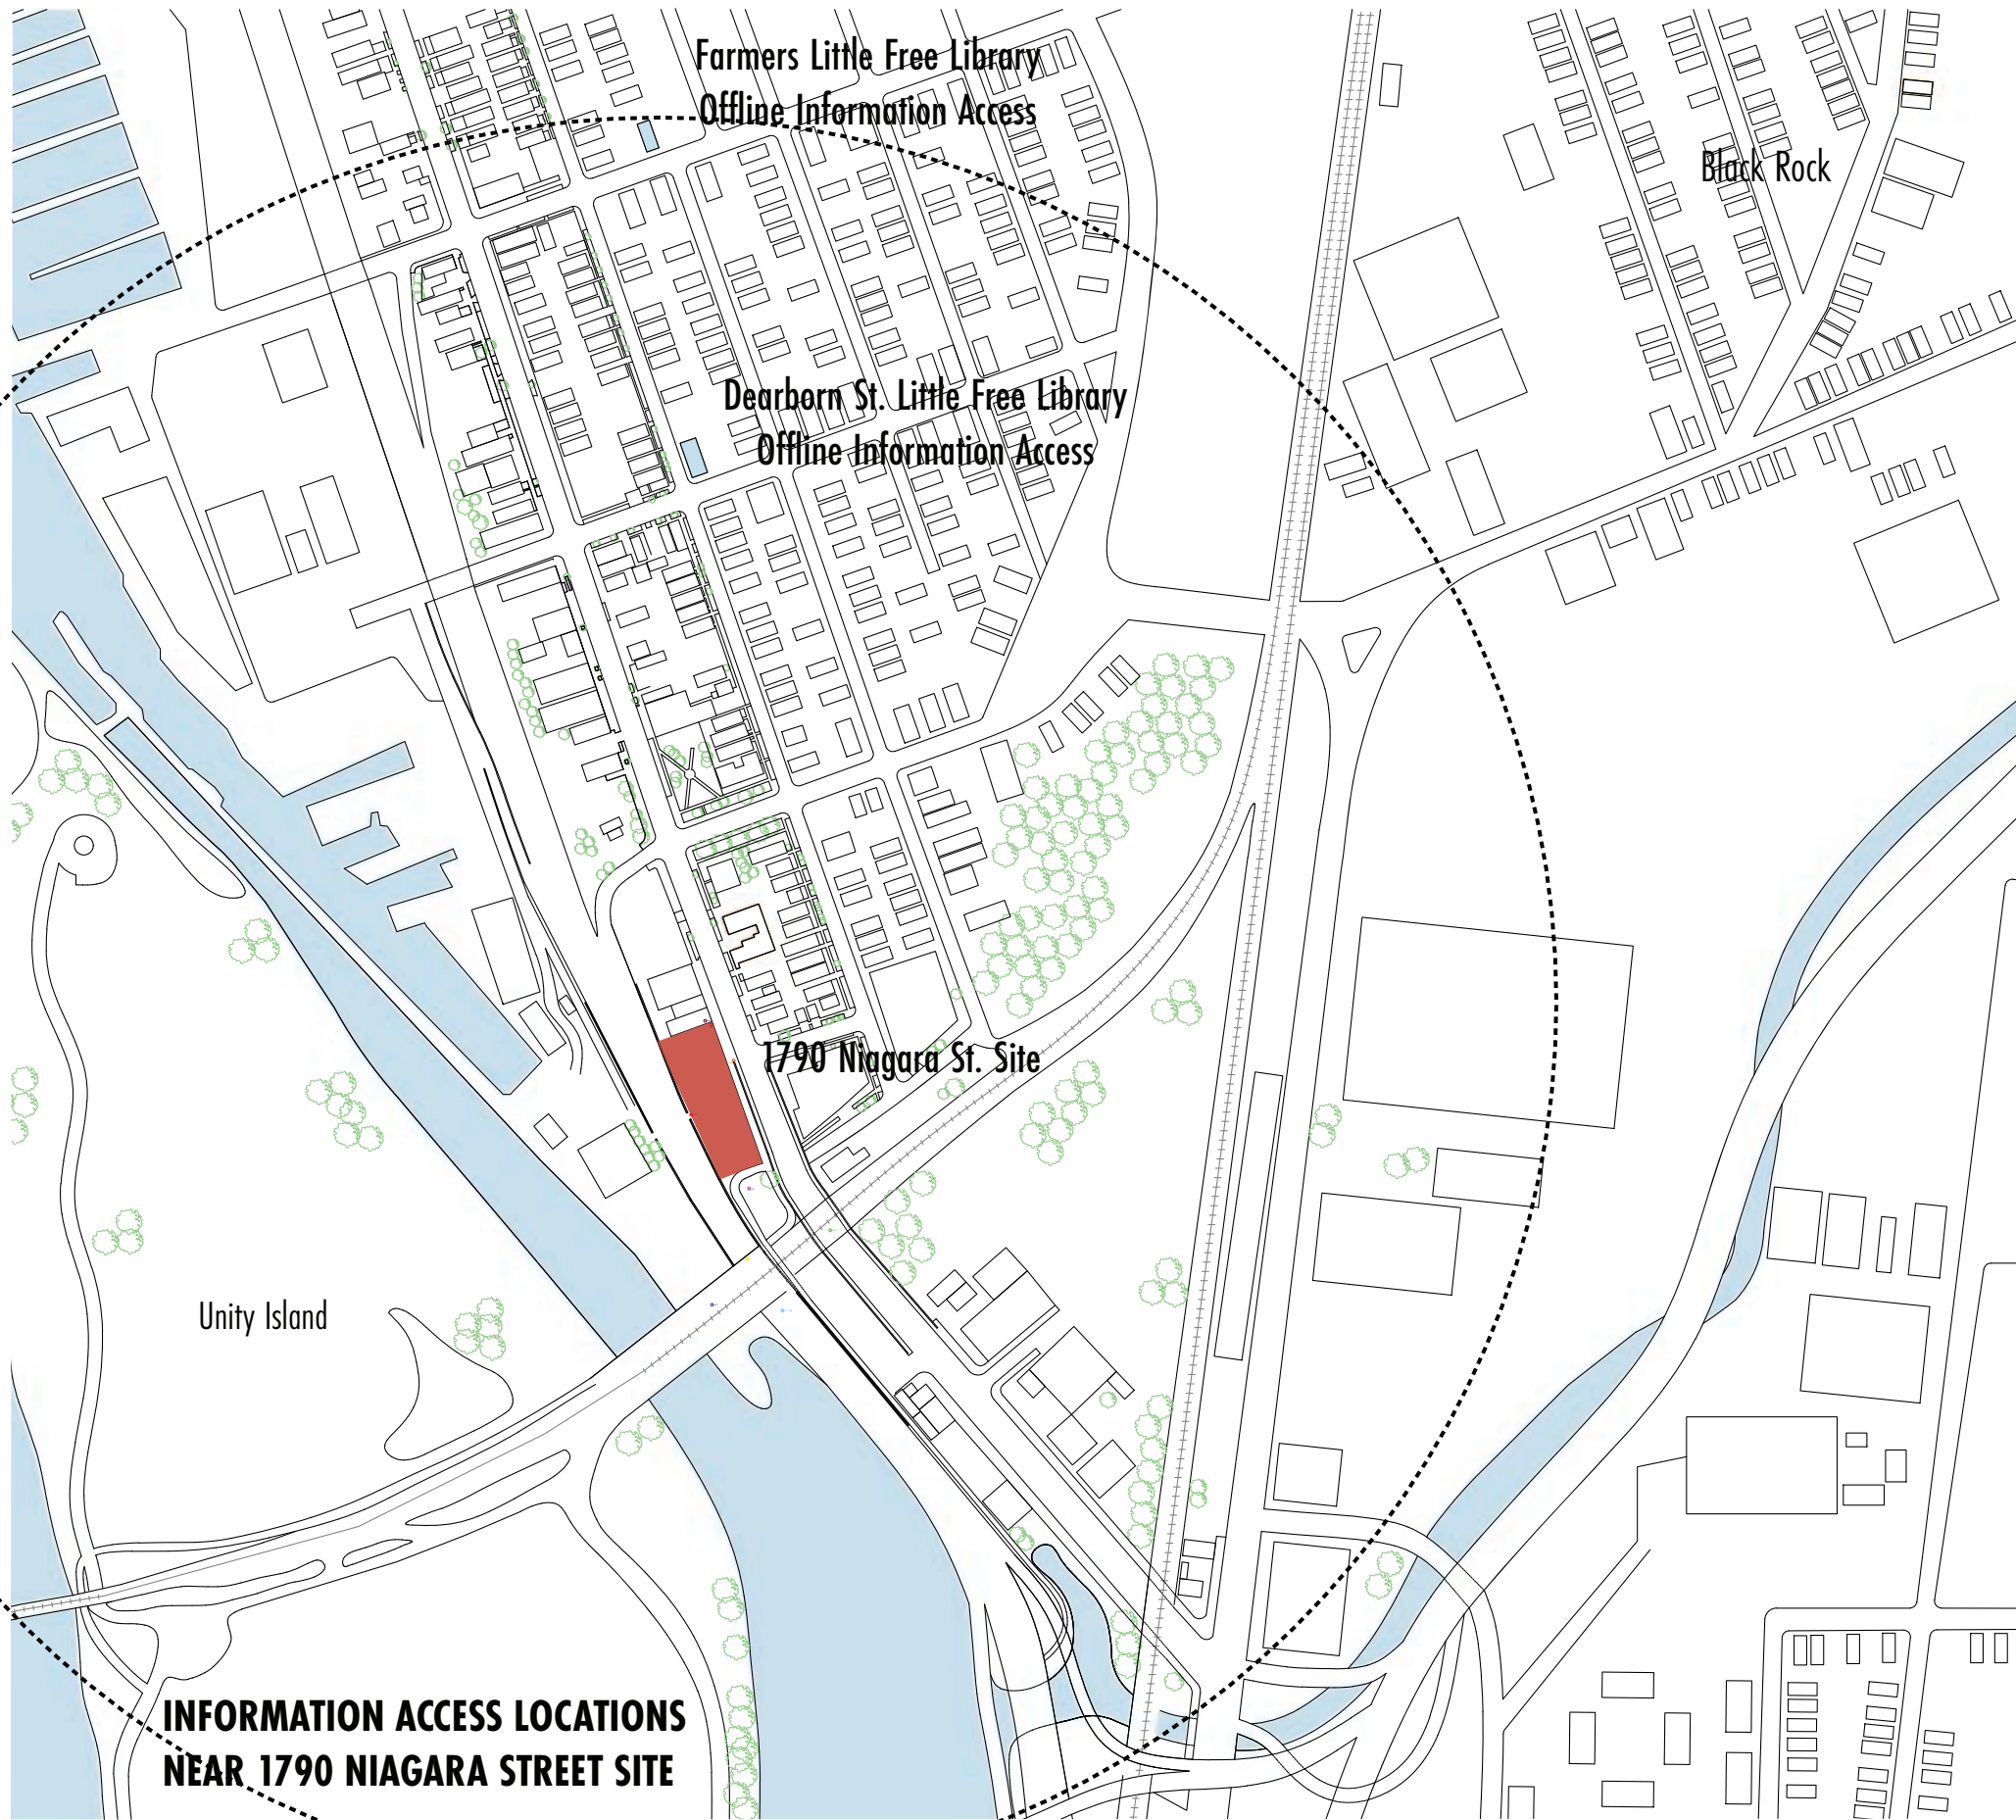 Farmers Little Free Library
Offline Information Access
Black Rock
Dearborn St. Little Free Library
Offline Information Access
1790 Niagara St. Site
Unity Island
INFORMATION ACCESS LOCATIONS
NEAR 1790 NIAGARA STREET SITE